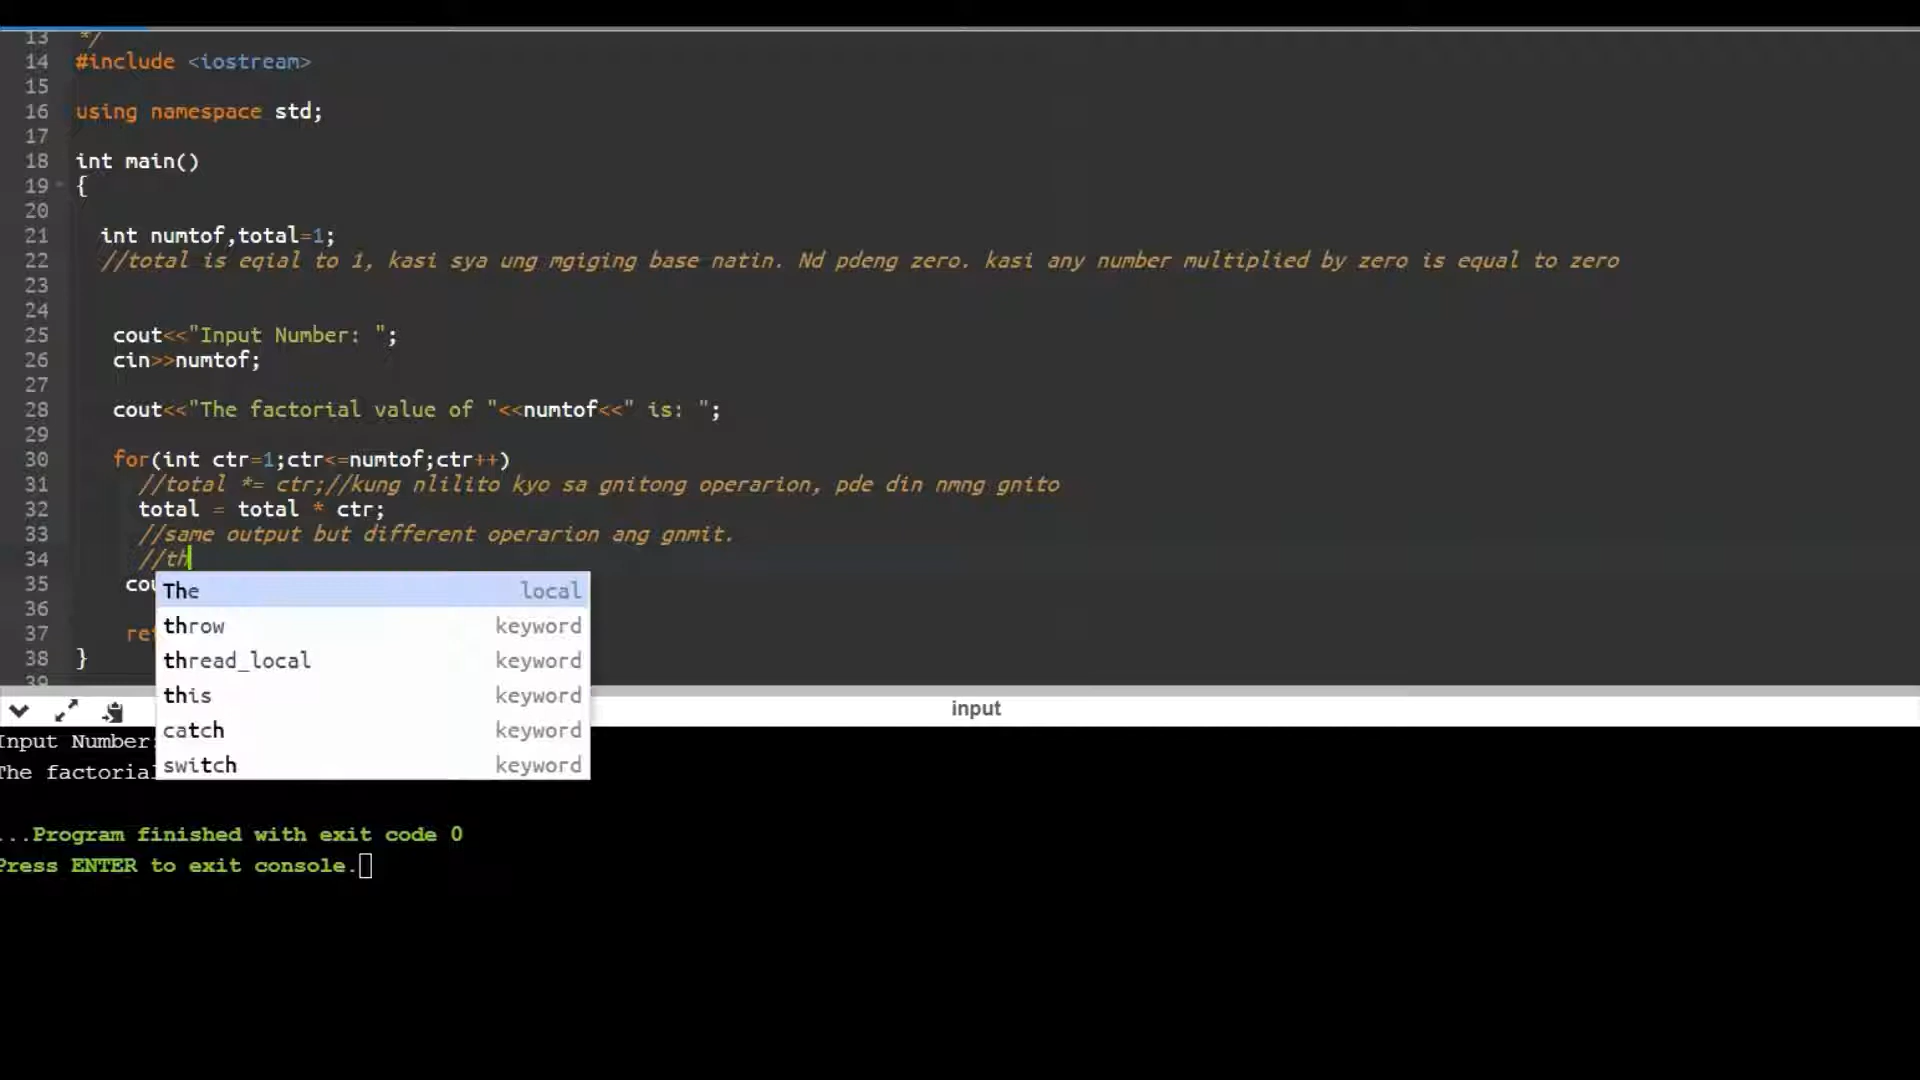 13 */
14 #include <iostream>
15
16 using namespace std;
17
18 int main()
19 {
20
21 int numtof,total=1;
22 //total is eqial to 1, kasi sya ung mgiging base natin. Nd pdeng zero. kasi any number multiplied by zero is equal to zero
23
24
25 cout<<"Input Number: ";
26 cin>>numtof;
27
28 cout<<"The factorial value of "<<numtof<<" is: ";
29
30 for(int ctr=1;ctr<=numtof;ctr++)
31 //total *= ctr;//kung nlilito kyo sa gnitong operarion, pde din nmng gnito
32 total = total * ctr;
33 //same output but different operarion ang gnmit.
34 //th
35 cou
36
37 ret
38 }
39
The local
throw keyword
thread_local keyword
this keyword
catch keyword
switch keyword
input
Input Number:
The factorial
...Program finished with exit code 0
Press ENTER to exit console.